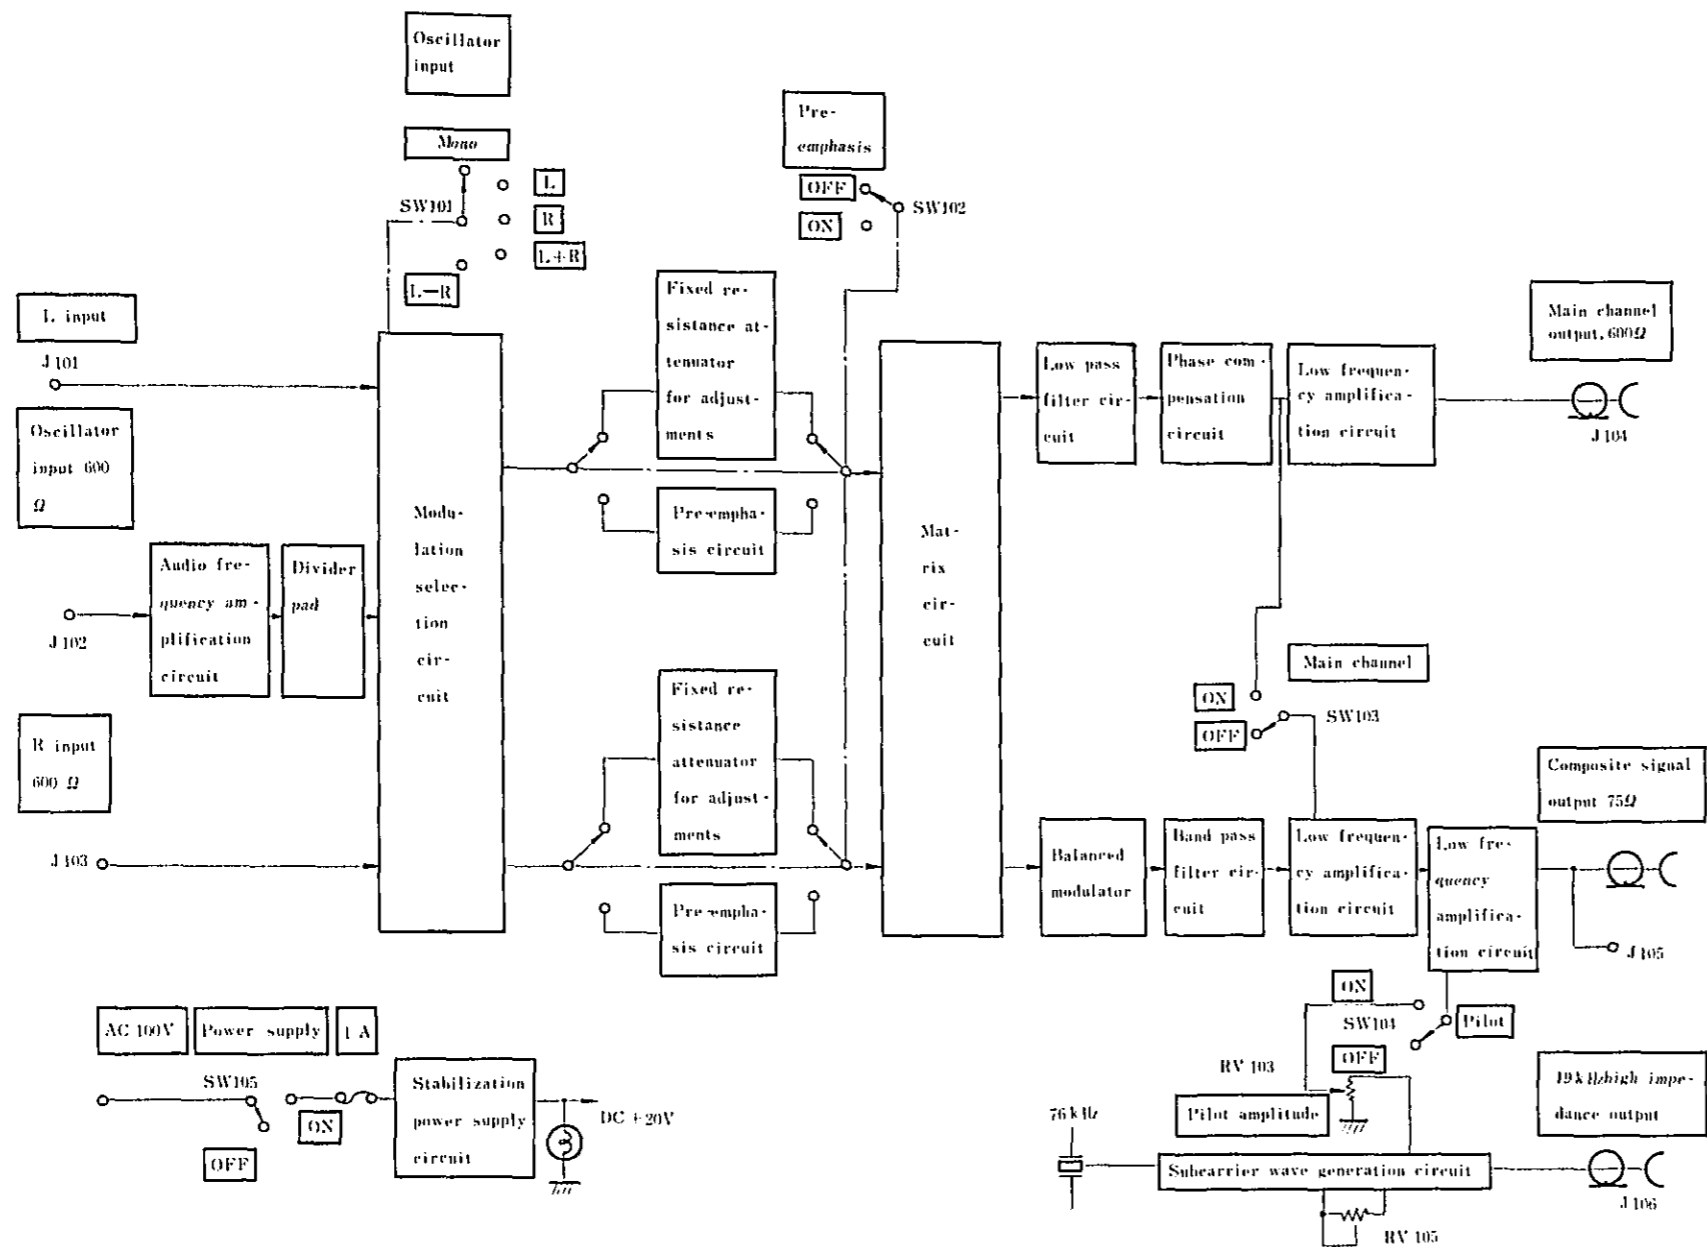 Oscillator
input
Mono
L
SW101
R
L+R
L-R
Pre-
emphasis
OFF
SW102
ON
L input
J101
Oscillator
input 600
Ω
Audio fre-
quency am-
plification
circuit
Divider
pad
J102
R input
600 Ω
J103
Modu-
lation
selec-
tion
cir-
cuit
Fixed re-
sistance at-
tenuator
for adjust-
ments
Pre-empha-
sis circuit
Fixed re-
sistance
attenuator
for adjust-
ments
Pre-empha-
sis circuit
Mat-
rix
cir-
cuit
Low pass
filter cir-
cuit
Phase com-
pensation
circuit
Low frequen-
cy amplifica-
tion circuit
Main channel
output, 600Ω
J104
Main channel
ON
SW103
OFF
Balanced
modulator
Band pass
filter cir-
cuit
Low frequen-
cy amplifica-
tion circuit
Low fre-
quency
amplifica-
tion circuit
Composite signal
output 75Ω
J105
ON
SW104
Pilot
OFF
RV 103
Pilot amplitude
76kHz
Subcarrier wave generation circuit
19kHz high impe-
dance output
J106
RV 105
AC 100V
Power supply
1 A
SW105
ON
OFF
Stabilization
power supply
circuit
DC +20V